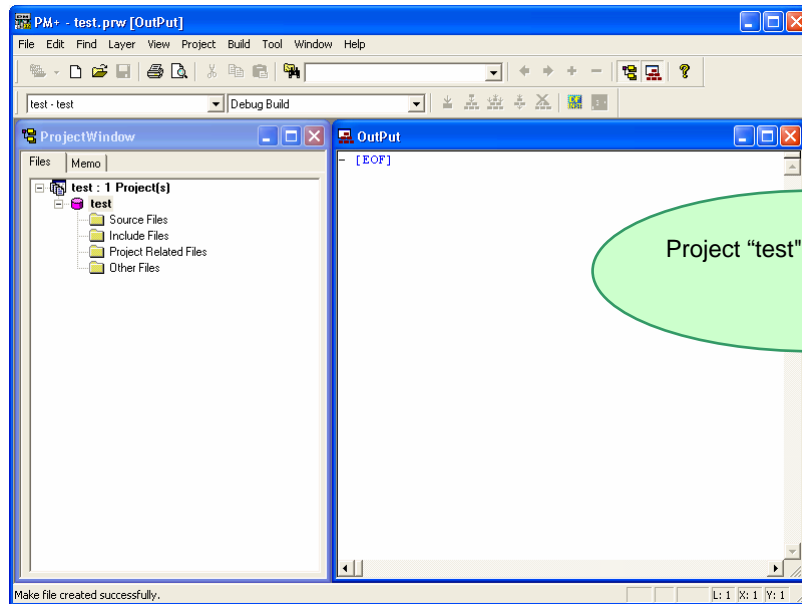 PM+ - test.prw [OutPut]
File Edit Find Layer View Project Build Tool Window Help
test - test Debug Build
ProjectWindow
Files Memo
test : 1 Project(s)
test
Source Files
Include Files
Project Related Files
Other Files
OutPut
- [EOF]
Project “test"
Make file created successfully.
L: 1 X: 1 Y: 1